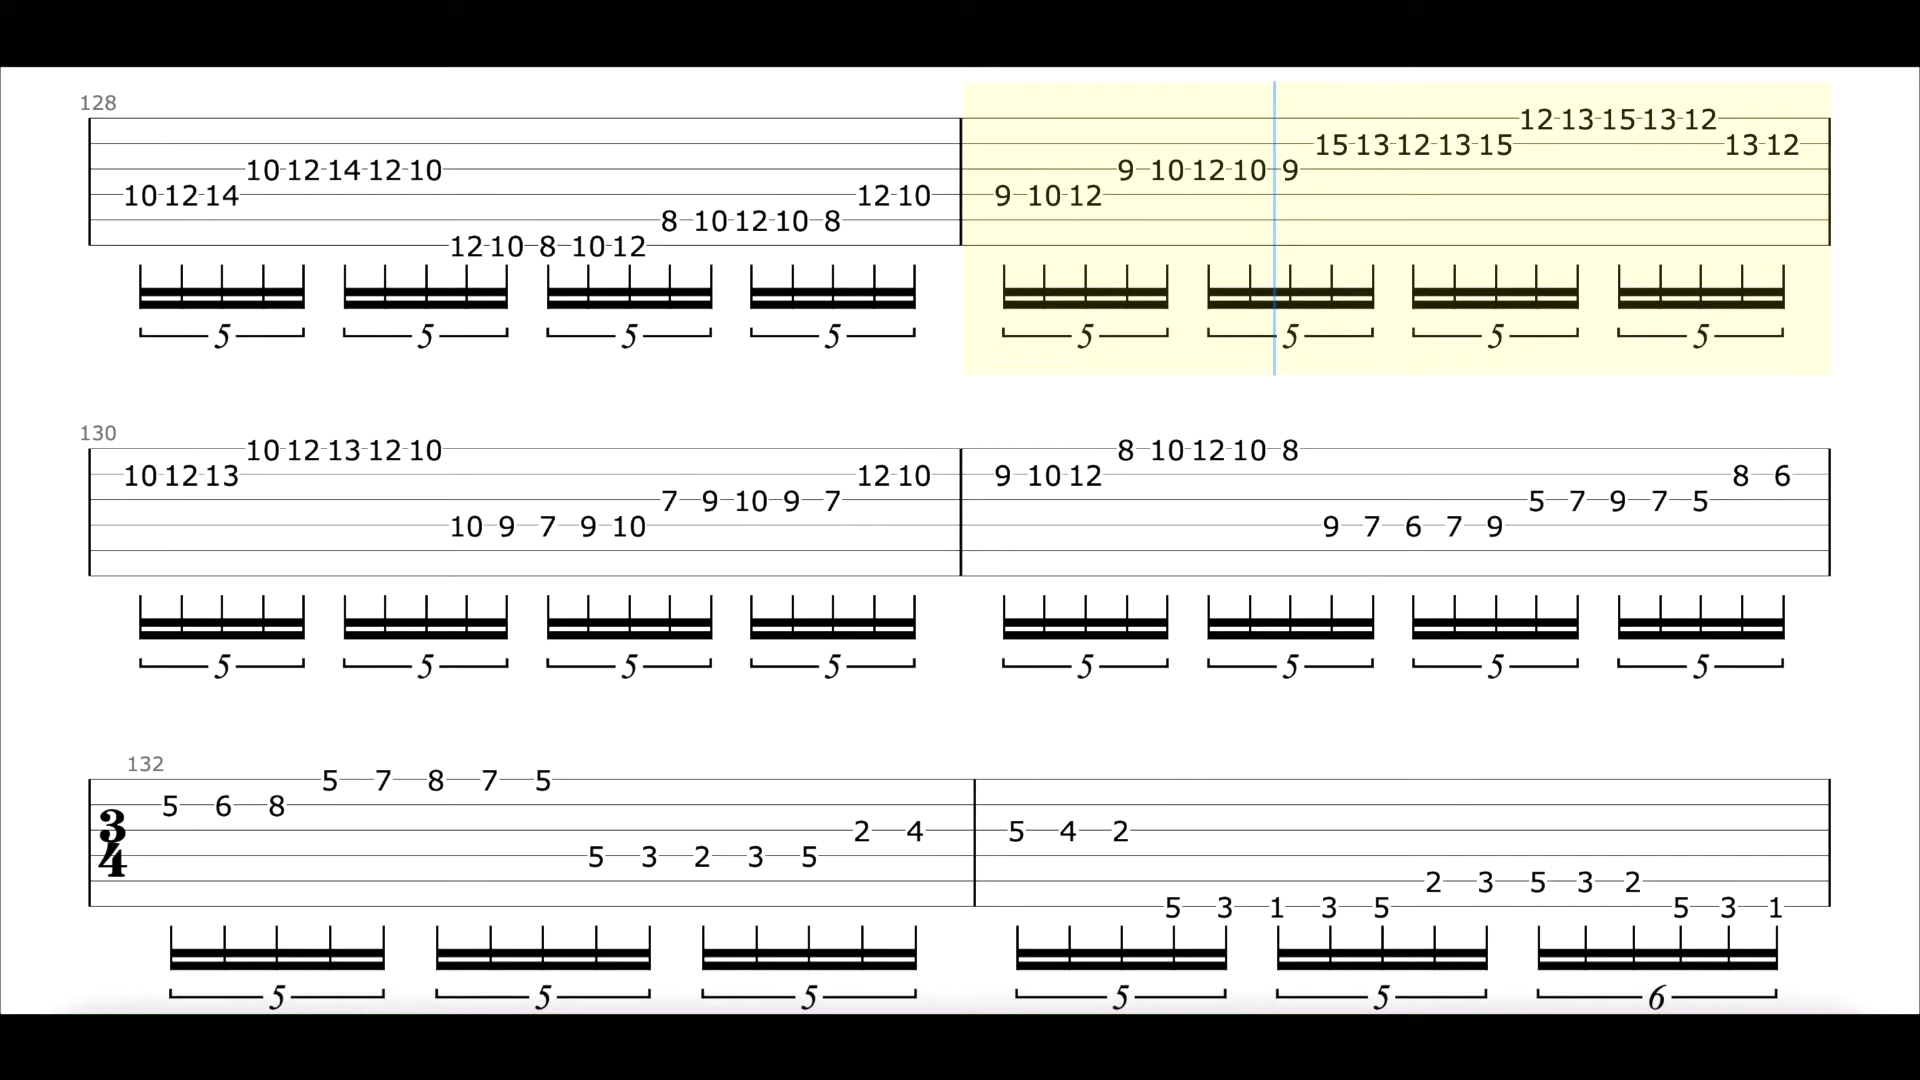 128
12 13 15 13 12
15 13 12 13 15 13 12
10 12 14 12 10 9 10 12 10 9
10 12 14 12 10 9 10 12
8 10 12 10 8
12 10 8 10 12
5 5 5 5 5 5 5 5
130
10 12 13 12 10 8 10 12 10 8
10 12 13 12 10 9 10 12 8 6
7 9 10 9 7 5 7 9 7 5
10 9 7 9 10 9 7 6 7 9
5 5 5 5 5 5 5 5
132
5 7 8 7 5
5 6 8
3 2 4 5 4 2
4 5 3 2 3 5
2 3 5 3 2
5 3 1 3 5 5 3 1
5 5 5 5 5 6